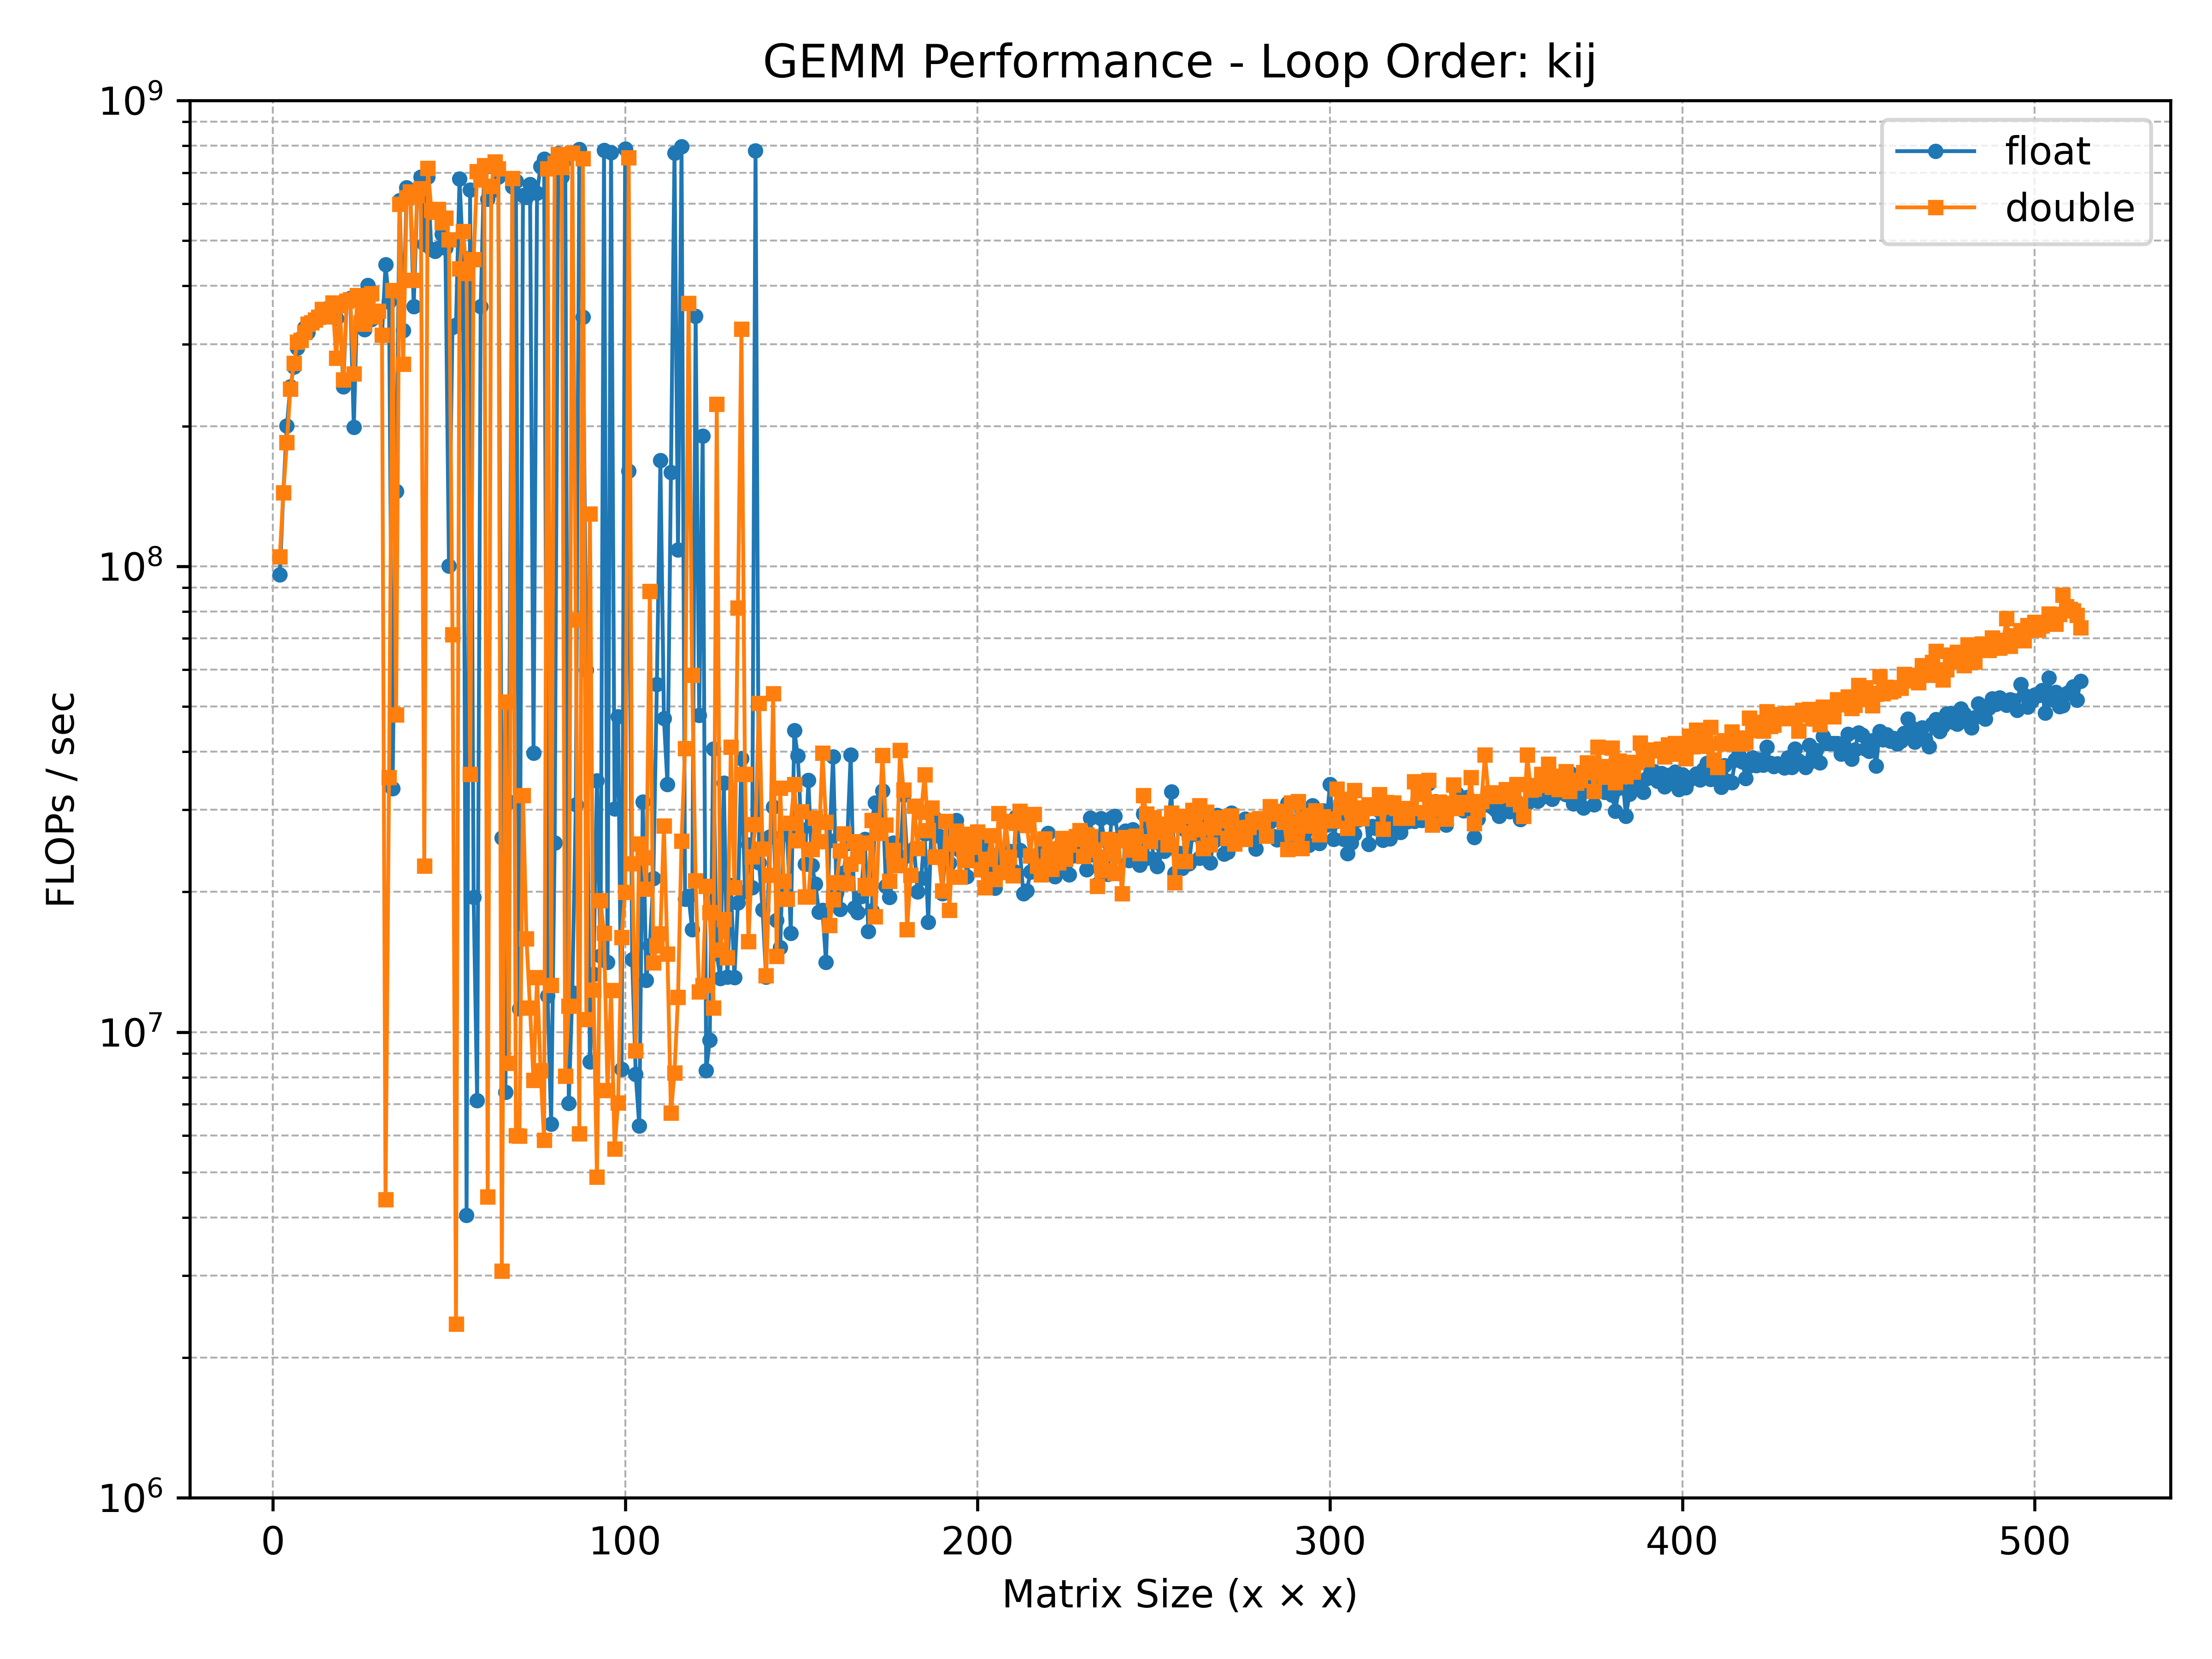 GEMM Performance - Loop Order: kij
float
double
FLOPs / sec
10⁹
10⁸
10⁷
10⁶
0 100 200 300 400 500
Matrix Size (x × x)